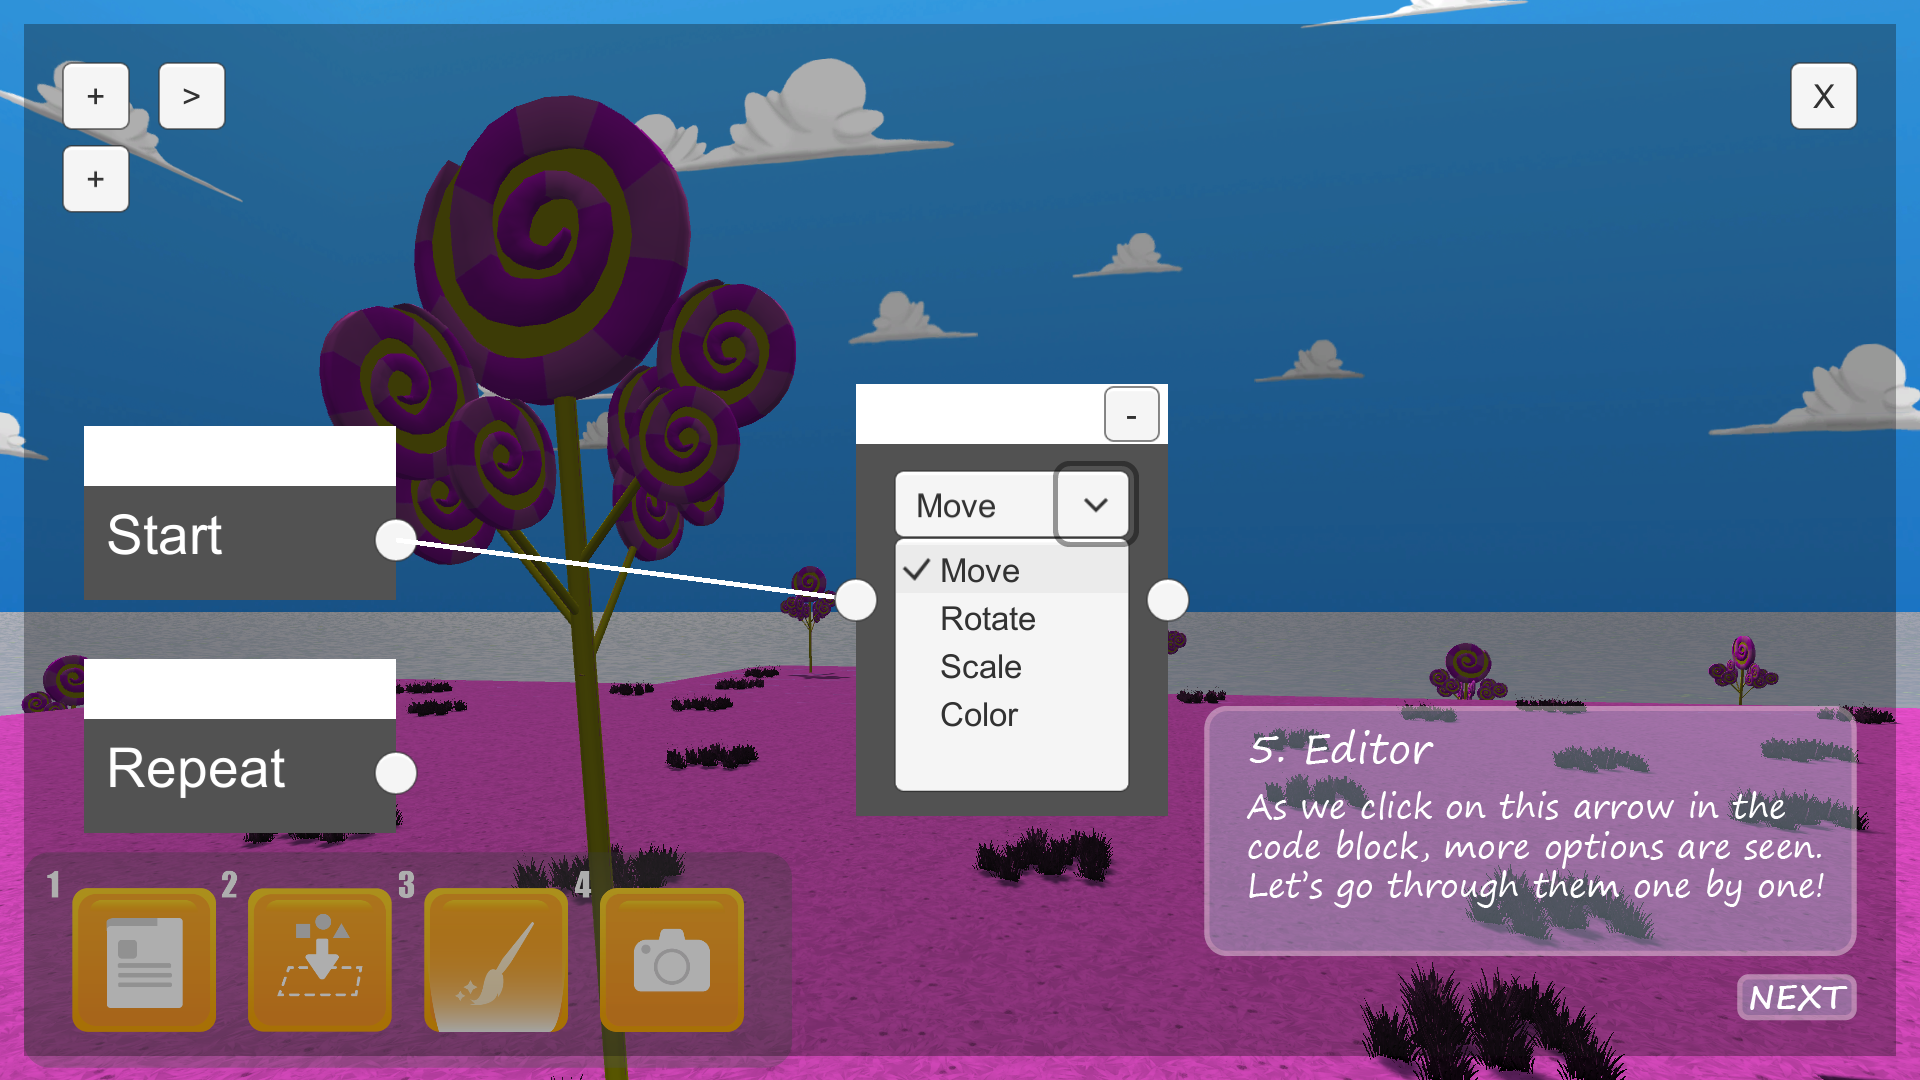 + > X
+
-
Move
Move
Rotate
Scale
Color
Start
Repeat
5. Editor
As we click on this arrow in the
code block, more options are seen.
Let's go through them one by one!
1 2 3 4
NEXT